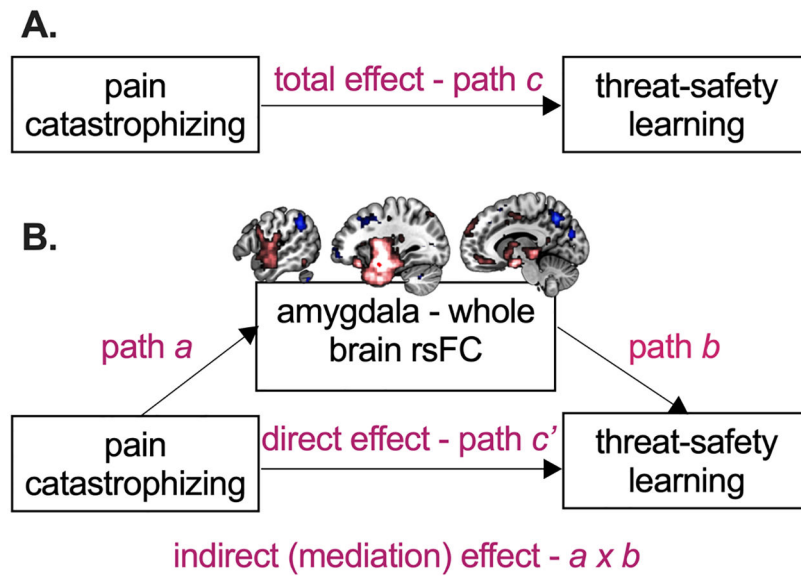 A.
pain
catastrophizing
total effect - path c
threat-safety
learning
B.
amygdala - whole
brain rsFC
path a
path b
pain
catastrophizing
direct effect - path c’
threat-safety
learning
indirect (mediation) effect - a x b